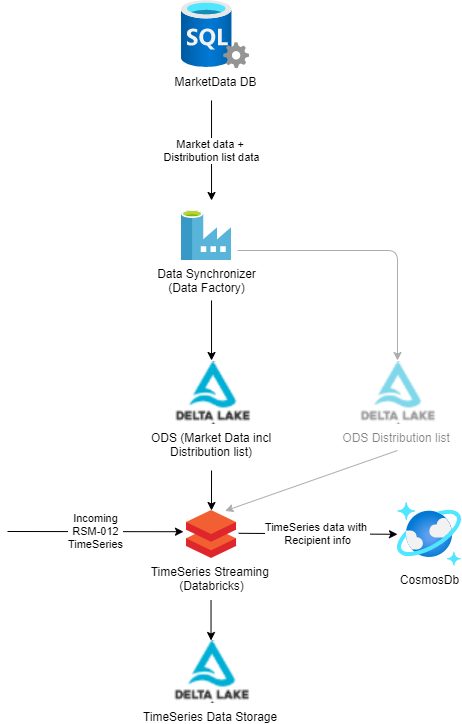 SQL
MarketData DB
Market data +
Distribution list data
Data Synchronizer
(Data Factory)
DELTA LAKE
DELTA LAKE
ODS (Market Data incl
Distribution list)
ODS Distribution list
Incoming
RSM-012
TimeSeries
TimeSeries data with
Recipient info
TimeSeries Streaming
(Databricks)
CosmosDb
DELTA LAKE
TimeSeries Data Storage